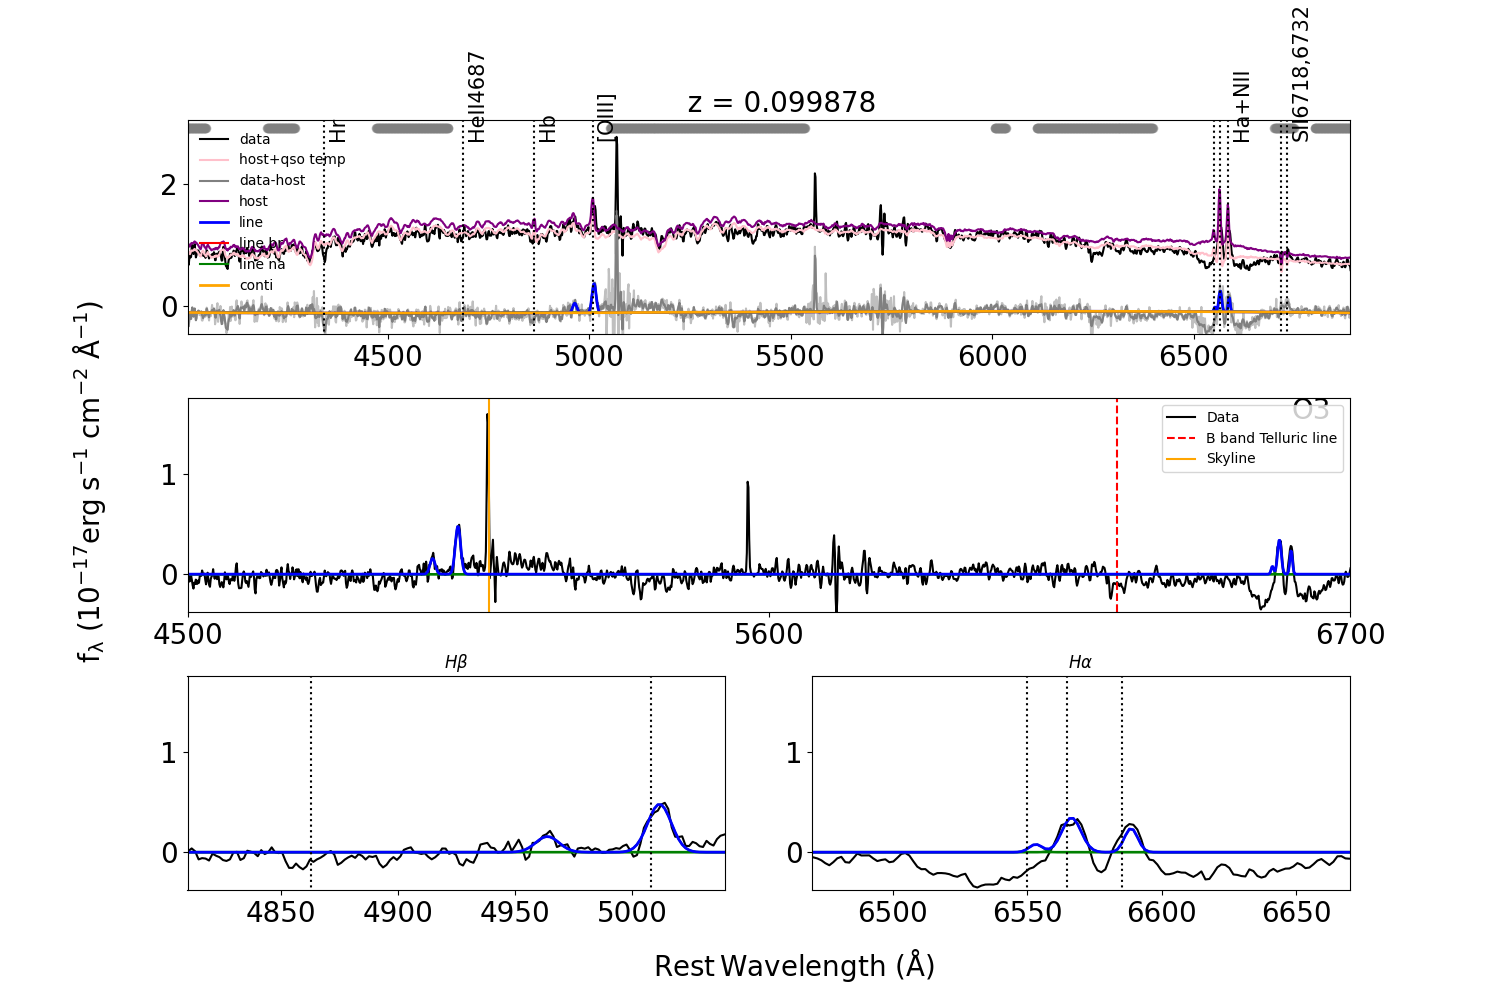 z = 0.099878
Hr
HeII4687
Hb
[OIII]
Ha+NII
SII6718,6732
data
host+qso temp
data-host
host
line
line br
line na
conti
2
0
4500 5000 5500 6000 6500
fλ (10⁻¹⁷erg s⁻¹ cm⁻² Å⁻¹)
O3
Data
B band Telluric line
Skyline
1
0
4500 5600 6700
Hβ
1
0
4850 4900 4950 5000
Hα
1
0
6500 6550 6600 6650
Rest Wavelength (Å)